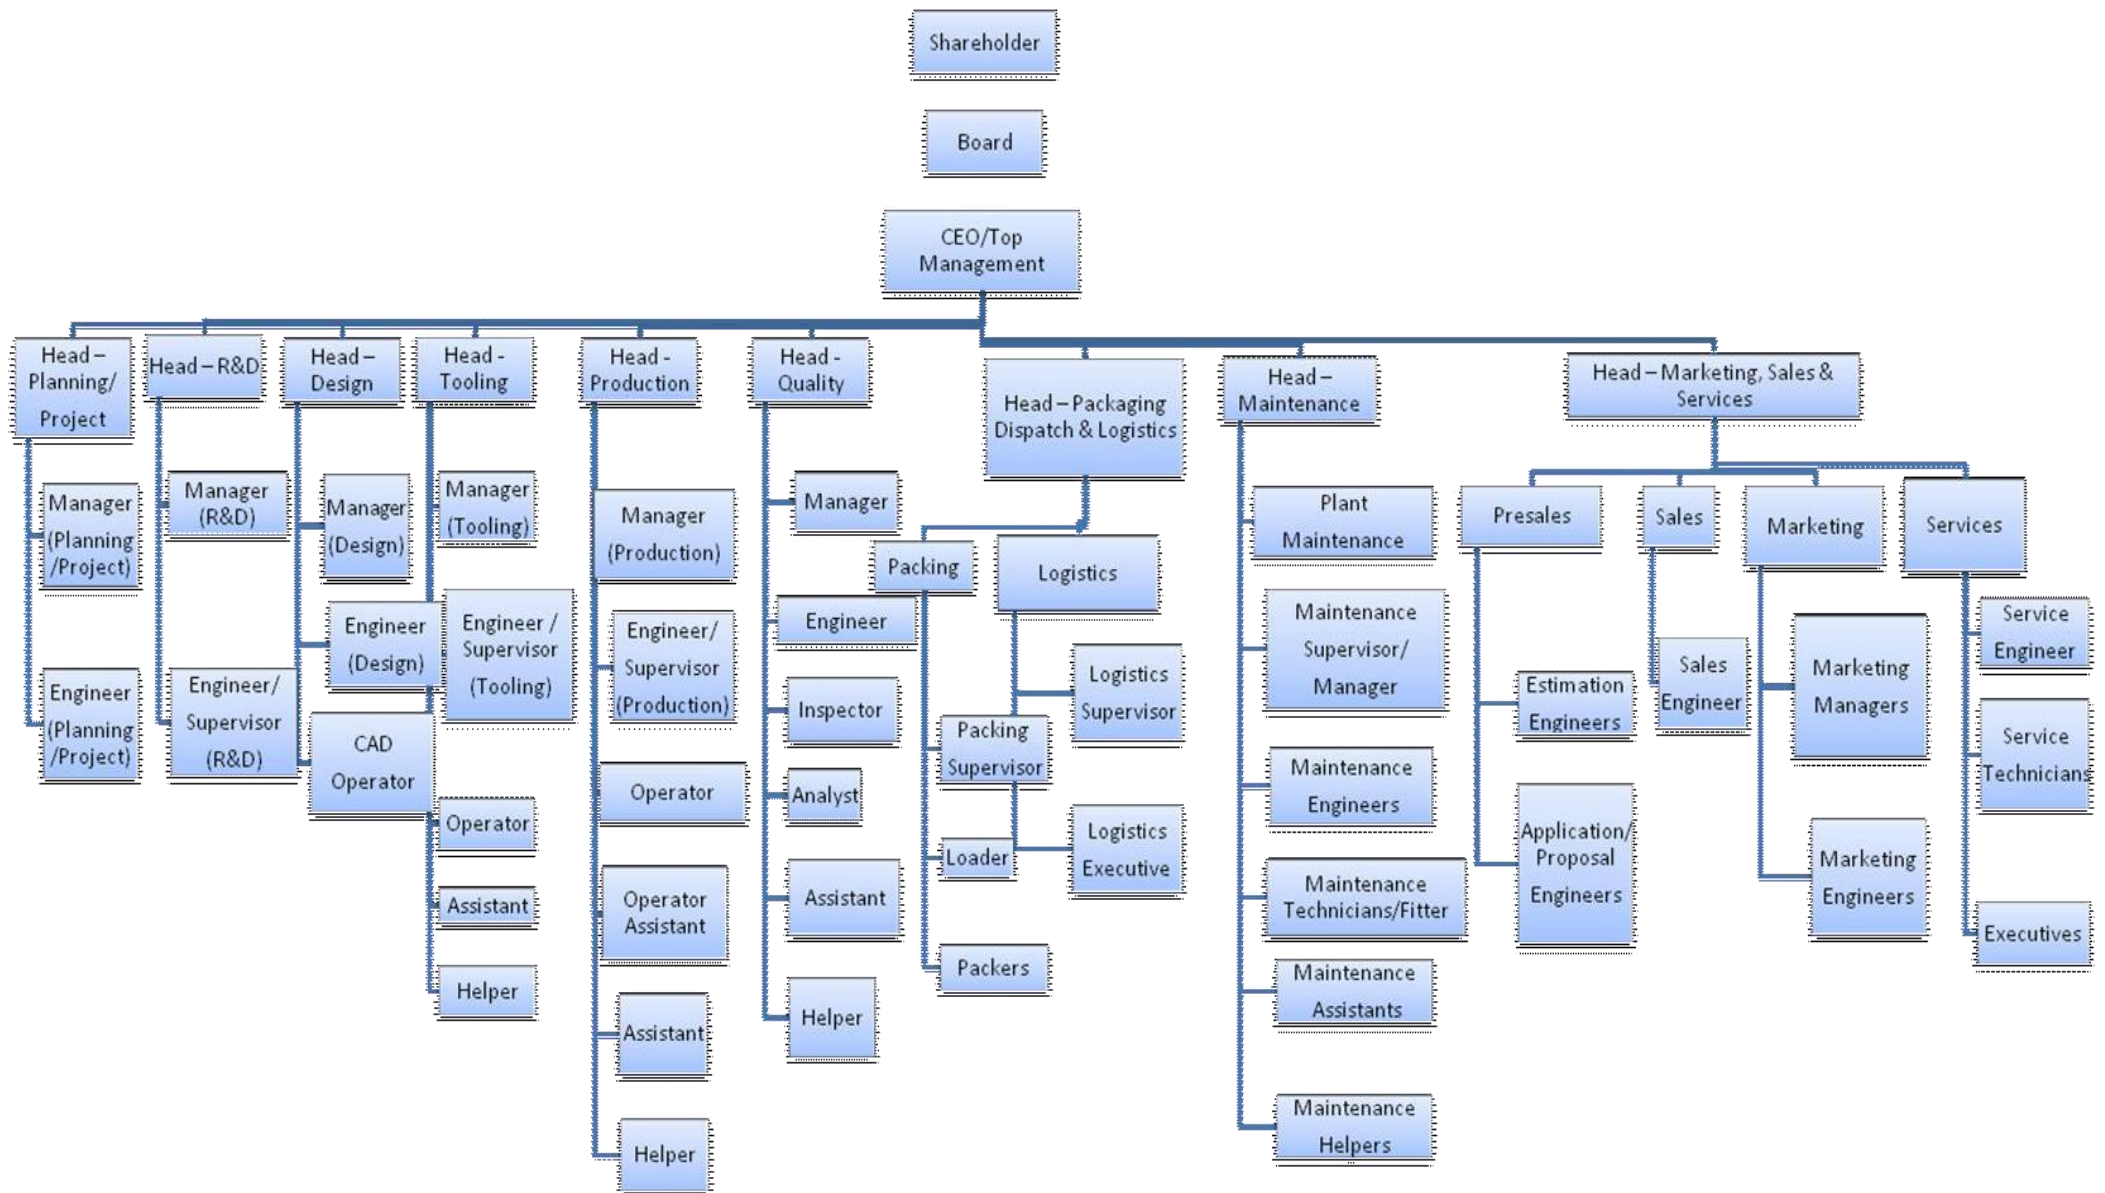 Shareholder
Board
CEO/Top
Management
Head –
Planning/
Project
Manager
(Planning
/Project)
Engineer
(Planning
/Project)
Head – R&D
Manager
(R&D)
Engineer/
Supervisor
(R&D)
Head –
Design
Manager
(Design)
Engineer
(Design)
CAD
Operator
Head -
Tooling
Manager
(Tooling)
Engineer /
Supervisor
(Tooling)
Operator
Assistant
Helper
Head -
Production
Manager
(Production)
Engineer/
Supervisor
(Production)
Operator
Operator
Assistant
Assistant
Helper
Head -
Quality
Manager
Engineer
Inspector
Analyst
Assistant
Helper
Head – Packaging
Dispatch & Logistics
Packing
Packing
Supervisor
Loader
Packers
Logistics
Logistics
Supervisor
Logistics
Executive
Head –
Maintenance
Plant
Maintenance
Maintenance
Supervisor/
Manager
Maintenance
Engineers
Maintenance
Technicians/Fitter
Maintenance
Assistants
Maintenance
Helpers
Head – Marketing, Sales &
Services
Presales
Estimation
Engineers
Application/
Proposal
Engineers
Sales
Sales
Engineer
Marketing
Marketing
Managers
Marketing
Engineers
Services
Service
Engineer
Service
Technicians
Executives